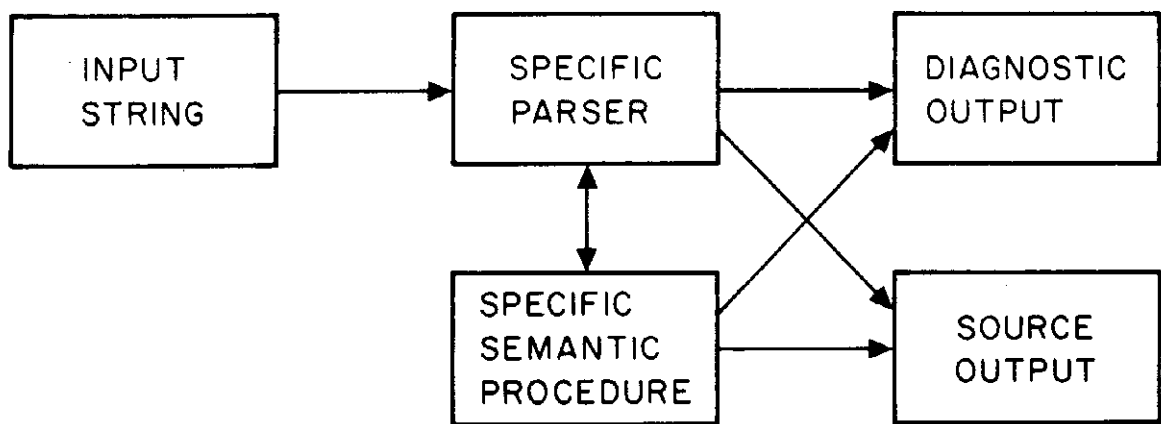 INPUT
STRING
SPECIFIC
PARSER
DIAGNOSTIC
OUTPUT
SPECIFIC
SEMANTIC
PROCEDURE
SOURCE
OUTPUT